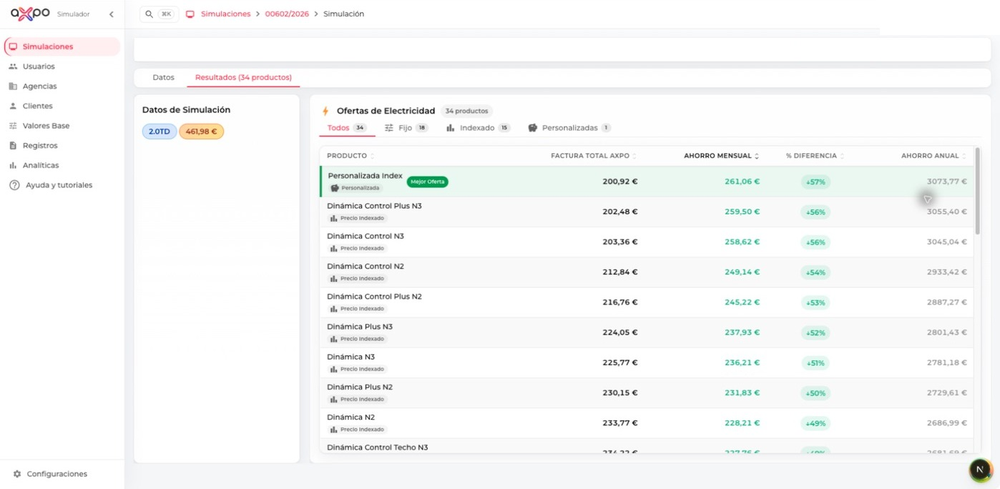 axpo Simulador
⌘K Simulaciones > 00602/2026 > Simulación
Simulaciones
Usuarios
Agencias
Clientes
Valores Base
Registros
Analíticas
Ayuda y tutoriales
Configuraciones
Datos Resultados (34 productos)
Datos de Simulación
2.0TD 461,98 €
Ofertas de Electricidad 34 productos
Todos 34 Fijo 18 Indexado 15 Personalizadas 1
PRODUCTO FACTURA TOTAL AXPO AHORRO MENSUAL % DIFERENCIA AHORRO ANUAL
Personalizada Index Mejor Oferta 200,92 € 261,06 € ↓57% 3073,77 €
Personalizada
Dinámica Control Plus N3 202,48 € 259,50 € ↓56% 3055,40 €
Precio Indexado
Dinámica Control N3 203,36 € 258,62 € ↓56% 3045,04 €
Precio Indexado
Dinámica Control N2 212,84 € 249,14 € ↓54% 2933,42 €
Precio Indexado
Dinámica Control Plus N2 216,76 € 245,22 € ↓53% 2887,27 €
Precio Indexado
Dinámica Plus N3 224,05 € 237,93 € ↓52% 2801,43 €
Precio Indexado
Dinámica N3 225,77 € 236,21 € ↓51% 2781,18 €
Precio Indexado
Dinámica Plus N2 230,15 € 231,83 € ↓50% 2729,61 €
Precio Indexado
Dinámica N2 233,77 € 228,21 € ↓49% 2686,99 €
Precio Indexado
Dinámica Control Techo N3
N